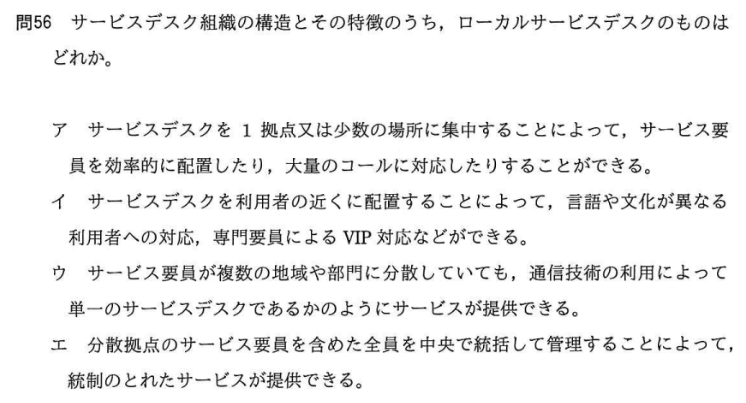 問56 サービスデスク組織の構造とその特徴のうち，ローカルサービスデスクのものは
どれか。
ア サービスデスクを 1 拠点又は少数の場所に集中することによって，サービス要
員を効率的に配置したり，大量のコールに対応したりすることができる。
イ サービスデスクを利用者の近くに配置することによって，言語や文化が異なる
利用者への対応，専門要員による VIP 対応などができる。
ウ サービス要員が複数の地域や部門に分散していても，通信技術の利用によって
単一のサービスデスクであるかのようにサービスが提供できる。
エ 分散拠点のサービス要員を含めた全員を中央で統括して管理することによって，
統制のとれたサービスが提供できる。